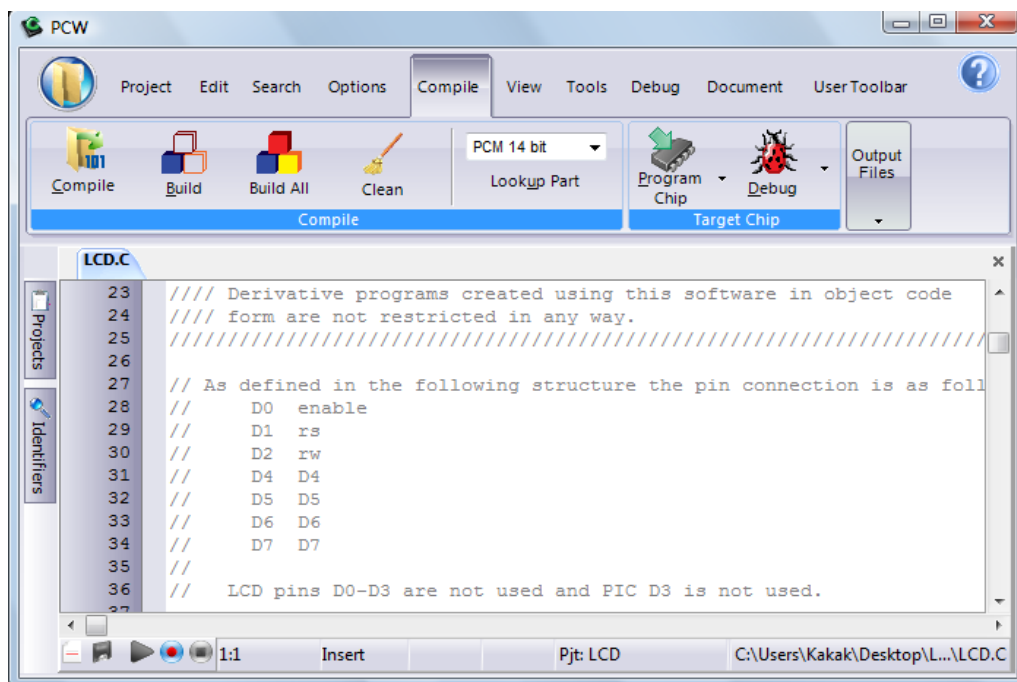 PCW
Project Edit Search Options Compile View Tools Debug Document User Toolbar
101
Compile Build Build All Clean
PCM 14 bit
Lookup Part
Program Chip
Debug
Output Files
Compile
Target Chip
LCD.C
Projects
Identifiers
23 //// Derivative programs created using this software in object code
24 //// form are not restricted in any way.
25 //////////////////////////////////////////////////////////////////////
26
27 // As defined in the following structure the pin connection is as foll
28 // D0 enable
29 // D1 rs
30 // D2 rw
31 // D4 D4
32 // D5 D5
33 // D6 D6
34 // D7 D7
35 //
36 // LCD pins D0-D3 are not used and PIC D3 is not used.
37
1:1 Insert Pjt: LCD C:\Users\Kakak\Desktop\L...\LCD.C